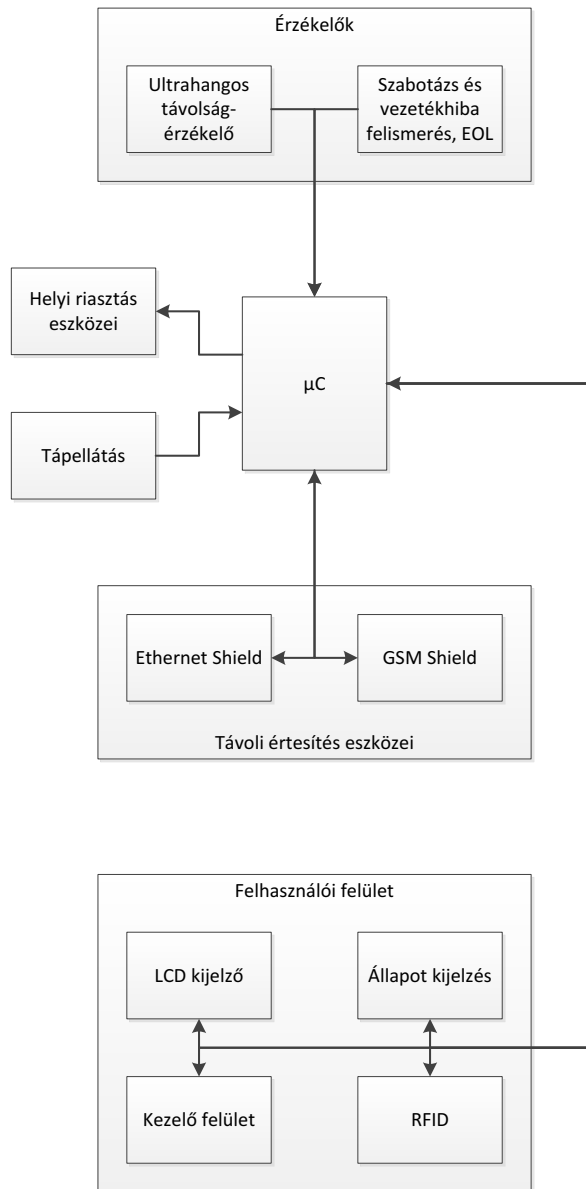 Érzékelők
Ultrahangos
távolság-
érzékelő
Szabotázs és
vezetékhiba
felismerés, EOL
Helyi riasztás
eszközei
µC
Tápellátás
Ethernet Shield
GSM Shield
Távoli értesítés eszközei
Felhasználói felület
LCD kijelző
Állapot kijelzés
Kezelő felület
RFID